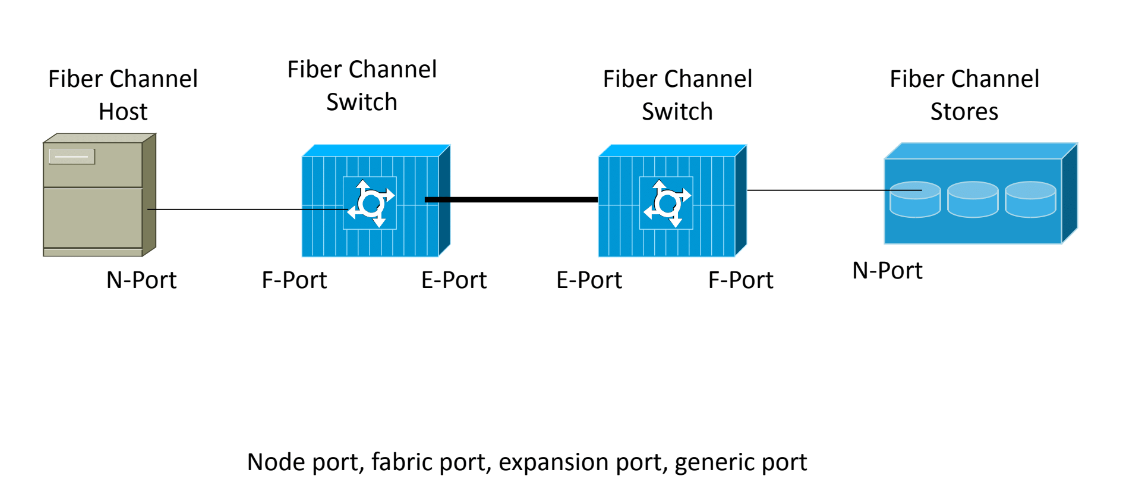 Fiber Channel
Host
Fiber Channel
Switch
Fiber Channel
Switch
Fiber Channel
Stores
N-Port
F-Port
E-Port
E-Port
F-Port
N-Port
Node port, fabric port, expansion port, generic port